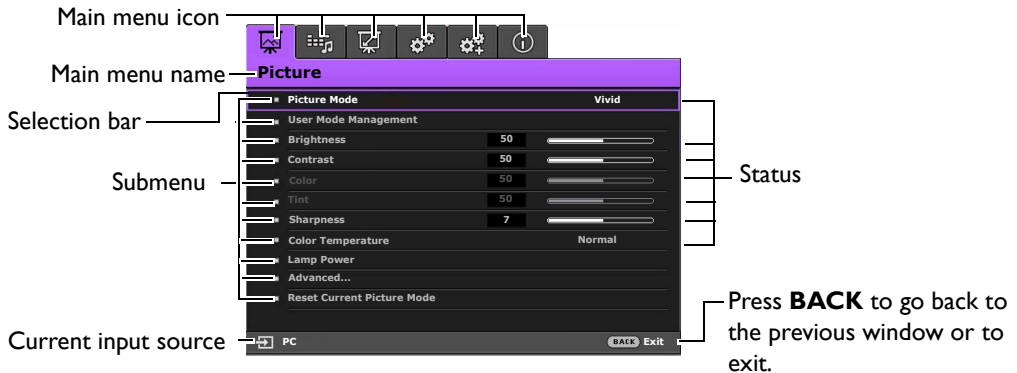 Main menu icon
Main menu name
Picture
Selection bar
Picture Mode Vivid
User Mode Management
Brightness 50
Contrast 50
Submenu
Color 50
Status
Tint 50
Sharpness 7
Color Temperature Normal
Lamp Power
Advanced...
Reset Current Picture Mode
Current input source
PC
BACK Exit
Press BACK to go back to
the previous window or to
exit.